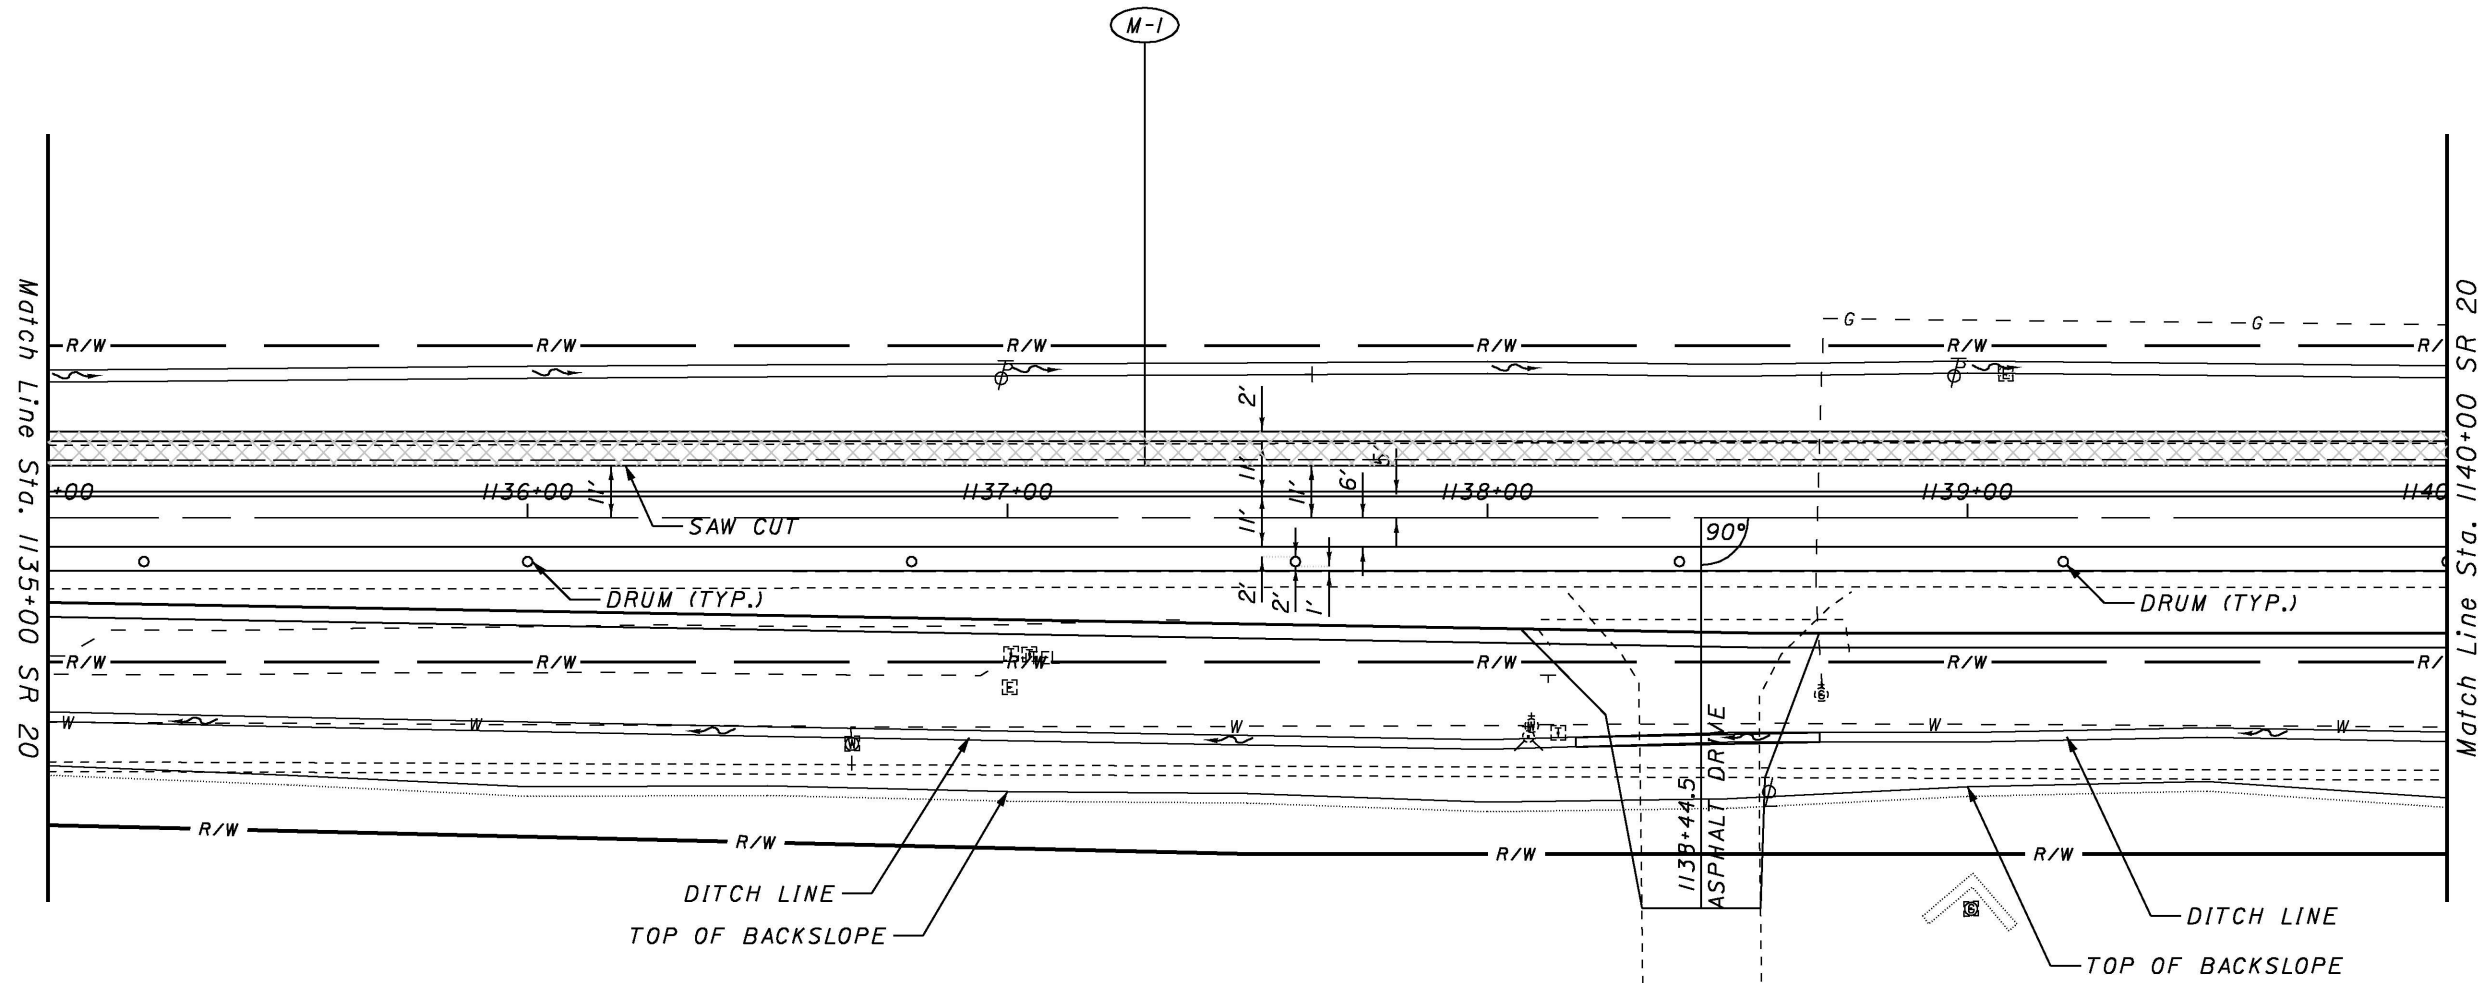 M-1
Match Line Sta. 1135+00 SR 20
Match Line Sta. 1140+00 SR 20
G
G
R/W
R/W
R/W
R/W
R/W
R/
2'
11'
11'
6'
5'
+00
1136+00
11'
1137+00
1138+00
1139+00
1140
SAW CUT
11'
90°
DRUM (TYP.)
2'
2'
1'
DRUM (TYP.)
R/W
R/W
R/W
R/W
R/W
R/
E
G
W
W
W
W
W
W
T
1138+44.5
ASPHALT DRIVE
R/W
R/W
R/W
R/W
DITCH LINE
TOP OF BACKSLOPE
G
DITCH LINE
TOP OF BACKSLOPE